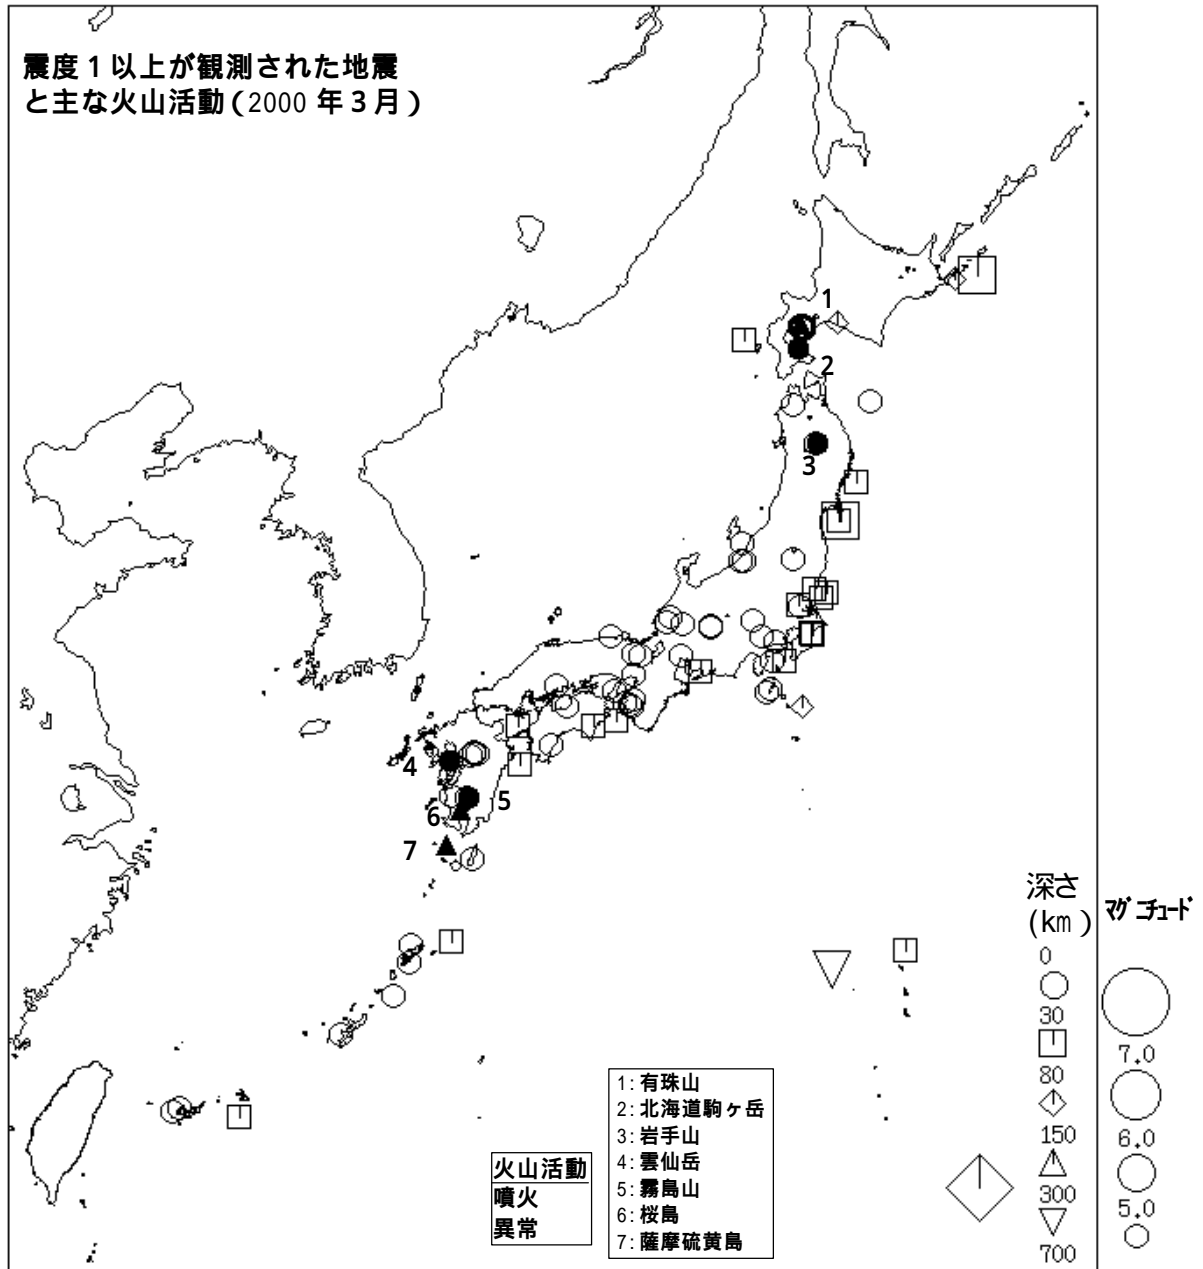 震度1以上が観測された地震
と主な火山活動(2000 年3月)
1
2
3
4
5
6
7
深さ
(km)
0
30
80
150
300
700
マグニチュード
7.0
6.0
5.0
火山活動
噴火
異常
1:有珠山
2:北海道駒ヶ岳
3:岩手山
4:雲仙岳
5:霧島山
6:桜島
7:薩摩硫黄島